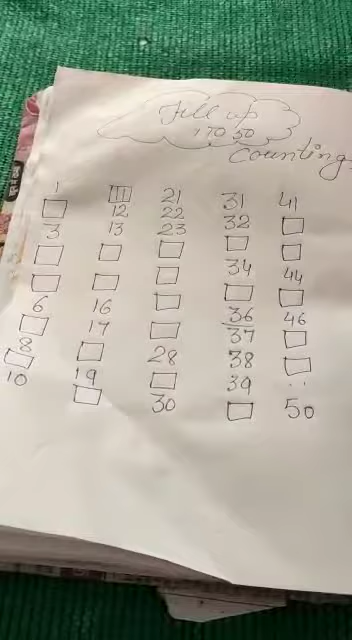 Fill up
1 TO 50
Counting
1 11 21 31 41
□ 12 22 32 □
3 13 23 □ □
□ □ □ 34 44
□ □ □ □ □
6 16 □ 36 46
□ 17 □ 37 □
8 □ 28 38 □
□ 19 □ 39 ..
10 □ 30 □ 50